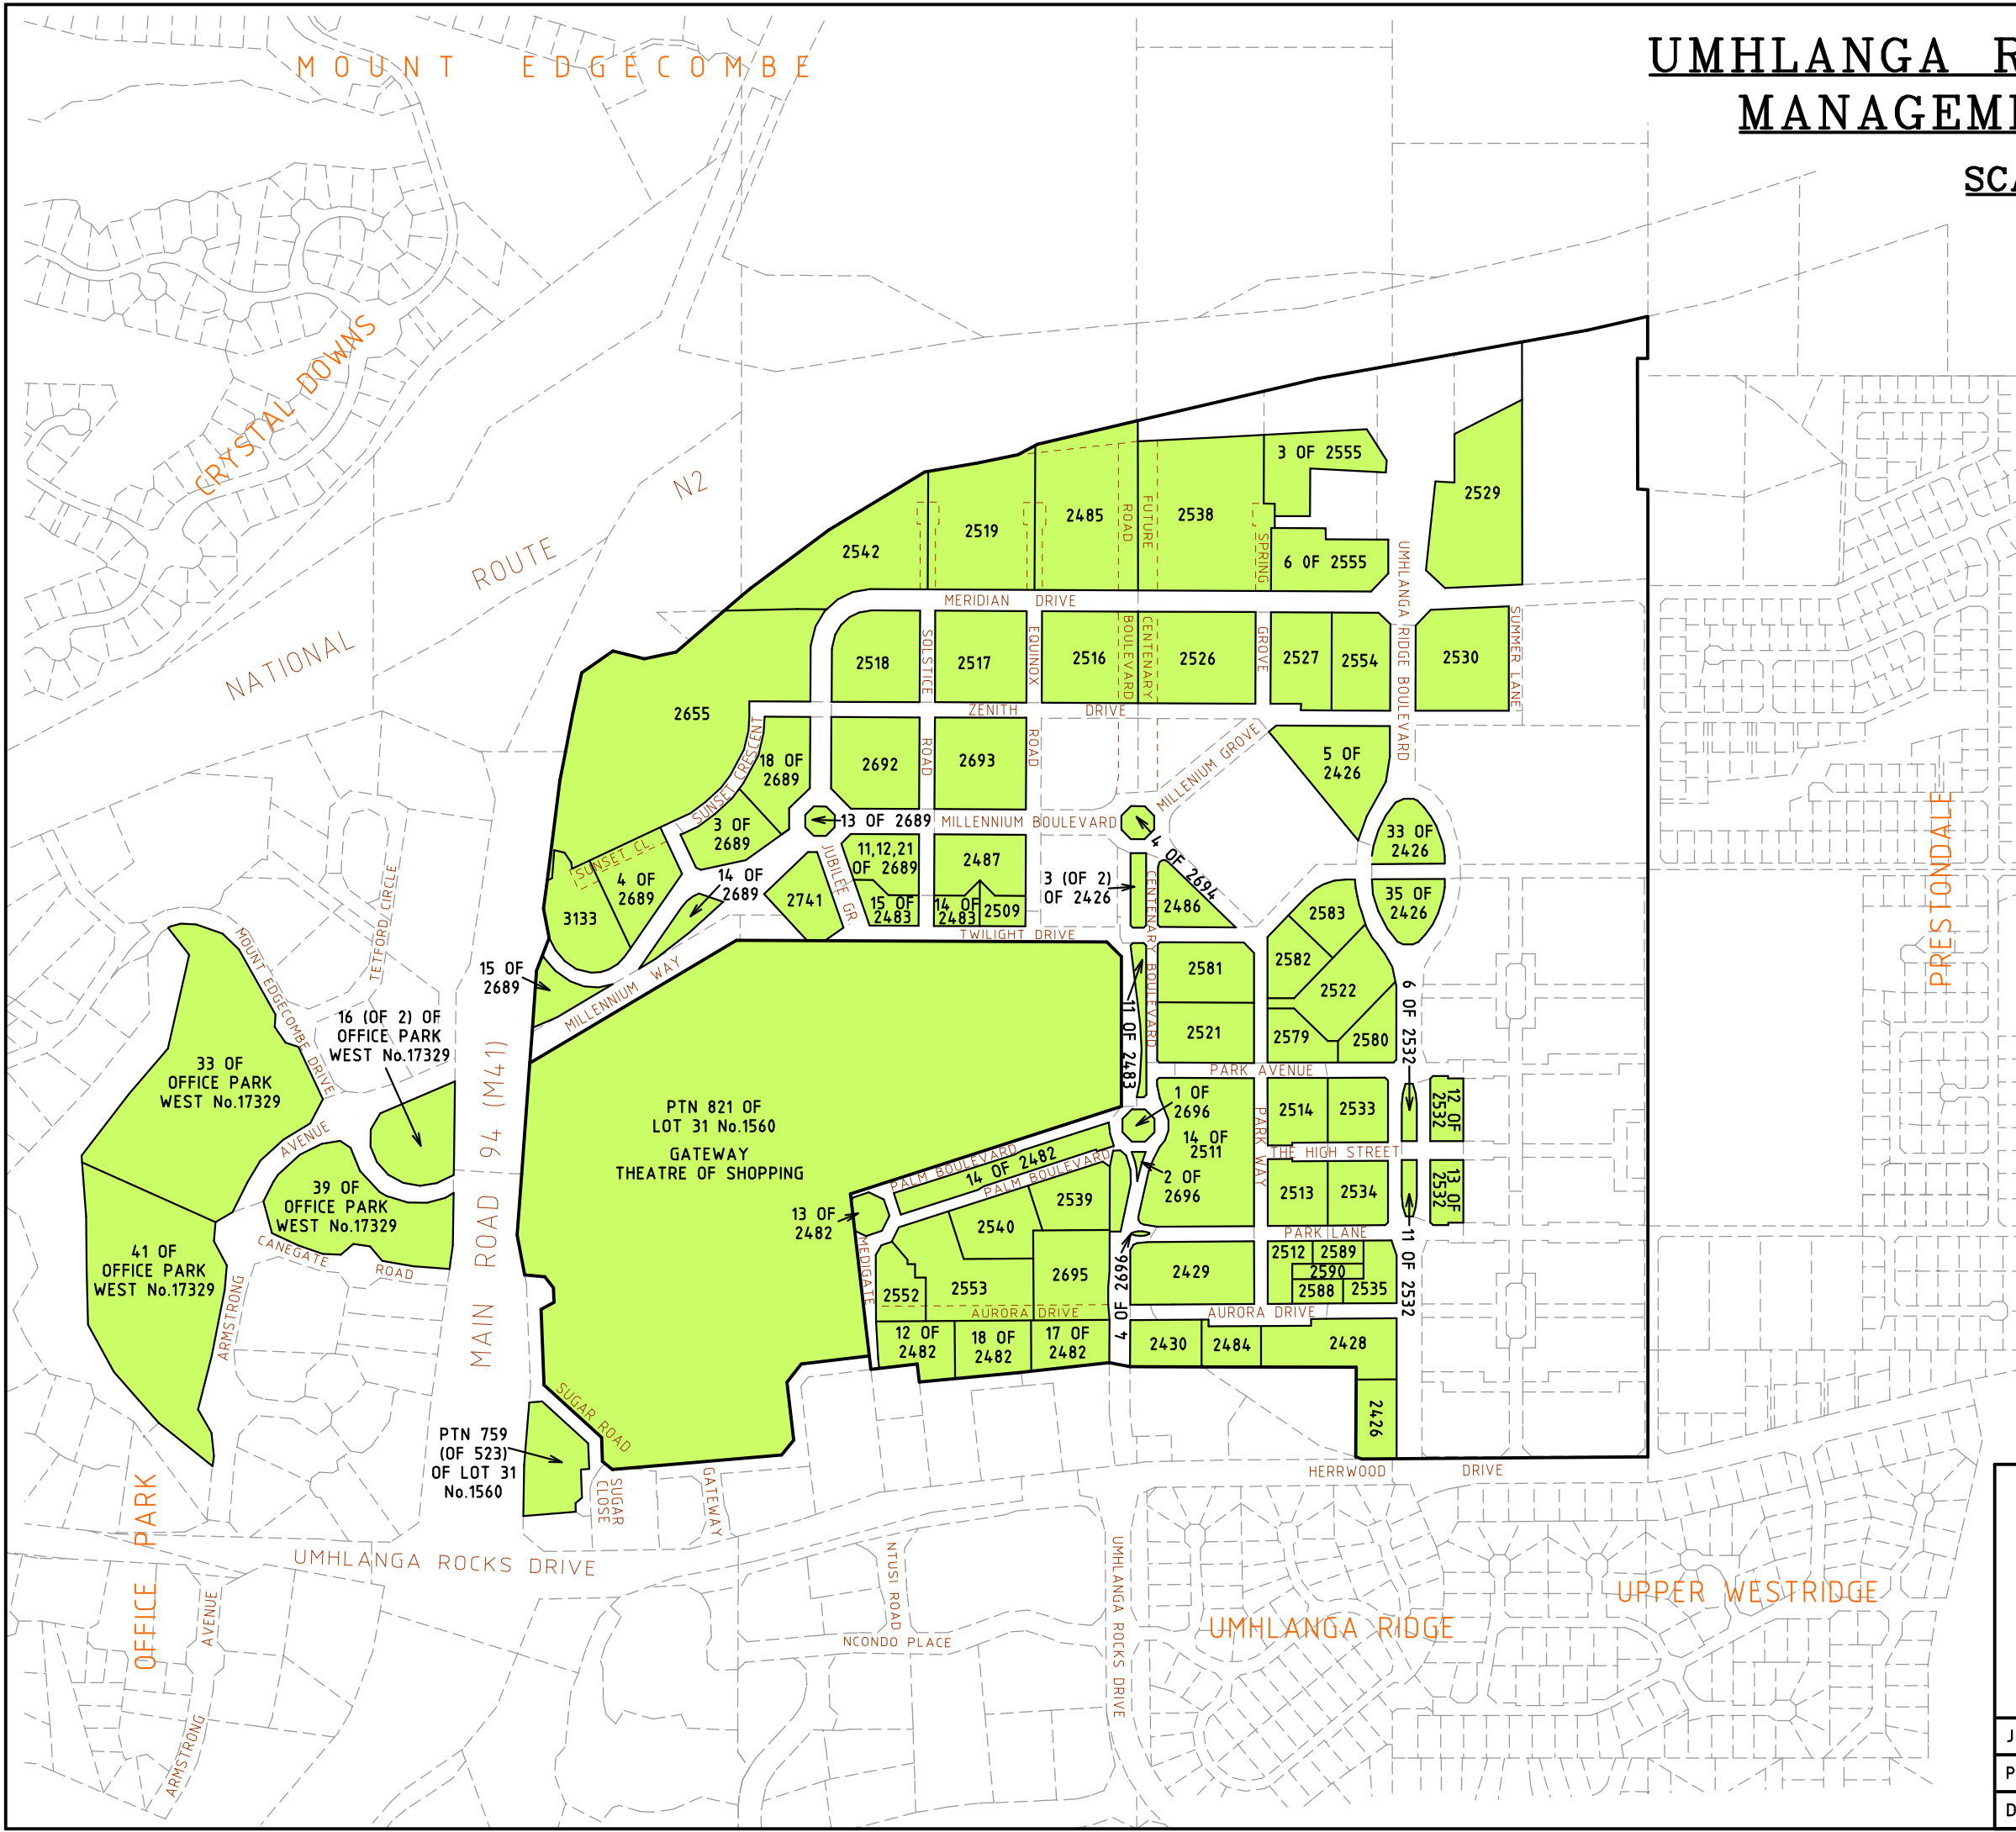 UMHLANGA R
MANAGEM
SCA
MOUNT EDGECOMBE
CRYSTAL DOWNS
NATIONAL
ROUTE
N2
3 OF 2555
2529
2519
2485
ROAD
FUTURE
2538
2542
SPRING
6 OF 2555
UMHLANGA RIDGE BOULEVARD
MERIDIAN DRIVE
2518
SOLSTICE
2517
EQUINOX
2516
BOULEVARD
CENTENARY
2526
GROVE
2527
2554
2530
SUMMER LANE
2655
ZENITH DRIVE
SUNSET CRESCENT
18 OF
2689
2692
ROAD
2693
ROAD
MILLENIUM GROVE
5 OF
2426
PRESTONDALE
3 OF
2689
13 OF 2689
MILLENNIUM BOULEVARD
4 OF 2694
33 OF
2426
SUNSET CL.
JUBILEE GR
11,12,21
OF 2689
2487
4 OF
2689
14 OF
2689
2741
15 OF
2483
14 OF
2483
2509
3 (OF 2)
OF 2426
CENTENARY BOULEVARD
2486
2583
35 OF
2426
3133
TWILIGHT DRIVE
TETFORD CIRCLE
MOUNT EDGECOMBE DRIVE
15 OF
2689
MILLENNIUM WAY
2581
2582
2522
6 OF 2532
11 OF 2483
2521
2579
2580
16 (OF 2) OF
OFFICE PARK
WEST No.17329
33 OF
OFFICE PARK
WEST No.17329
PARK AVENUE
MAIN ROAD 94 (M41)
PTN 821 OF
LOT 31 No.1560
GATEWAY
THEATRE OF SHOPPING
1 OF
2696
2514
2533
12 OF
2532
14 OF
2511
PARK WAY
AVENUE
THE HIGH STREET
PALM BOULEVARD
14 OF 2482
PALM BOULEVARD
2 OF
2696
2513
2534
13 OF
2532
39 OF
OFFICE PARK
WEST No.17329
2539
13 OF
2482
2540
PARK LANE
11 OF 2532
CANEGATE ROAD
41 OF
OFFICE PARK
WEST No.17329
MEDIGATE
4 OF 2696
2512
2589
2590
2588
2535
2429
2695
2553
2552
ARMSTRONG
AURORA DRIVE
AURORA DRIVE
12 OF
2482
18 OF
2482
17 OF
2482
2430
2484
2428
2426
SUGAR ROAD
PTN 759
(OF 523)
OF LOT 31
No.1560
HERRWOOD DRIVE
SUGAR
CLOSE
GATEWAY
OFFICE PARK
UMHLANGA ROCKS DRIVE
NTUSI ROAD
UMHLANGA ROCKS DRIVE
UPPER WESTRIDGE
UMHLANGA RIDGE
NCONDO PLACE
AVENUE
ARMSTRONG
J
P
D